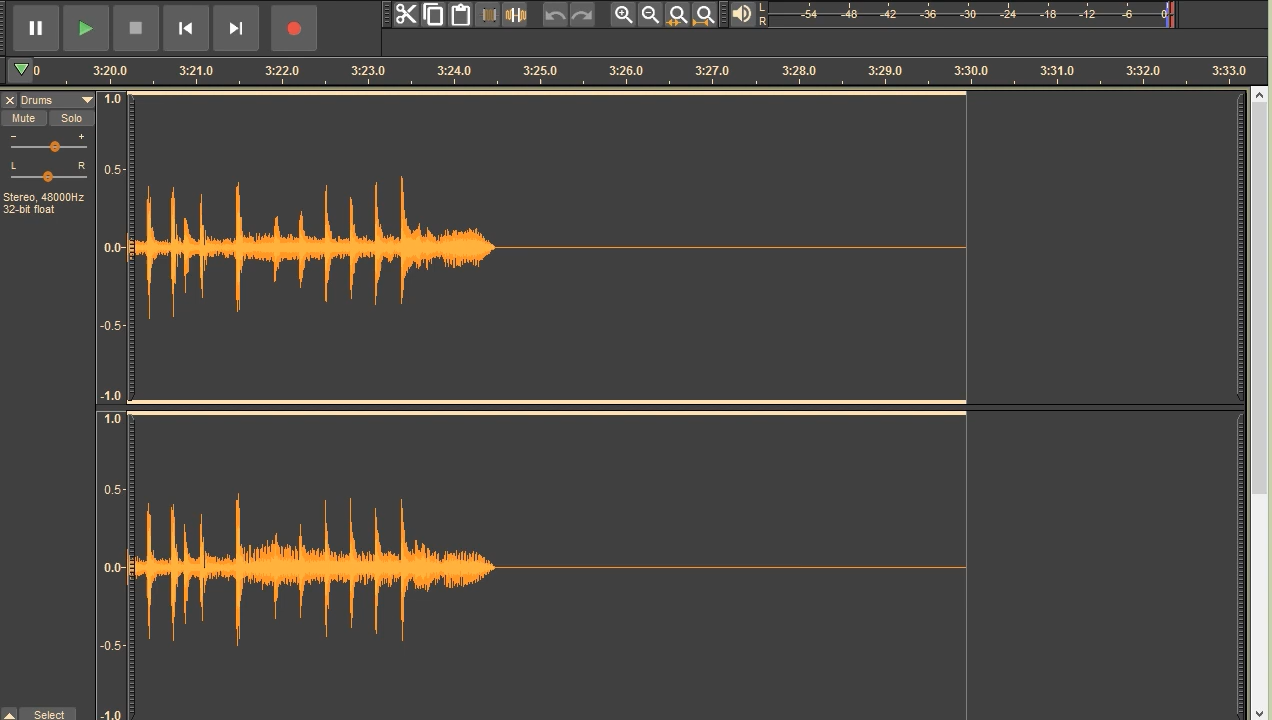 L
R
-54 -48 -42 -36 -30 -24 -18 -12 -6 0
0 3:20.0 3:21.0 3:22.0 3:23.0 3:24.0 3:25.0 3:26.0 3:27.0 3:28.0 3:29.0 3:30.0 3:31.0 3:32.0 3:33.0
Drums
Mute Solo
- +
L R
Stereo, 48000Hz
32-bit float
1.0
0.5-
0.0-
-0.5-
-1.0
1.0
0.5-
0.0-
-0.5-
-1.0
Select